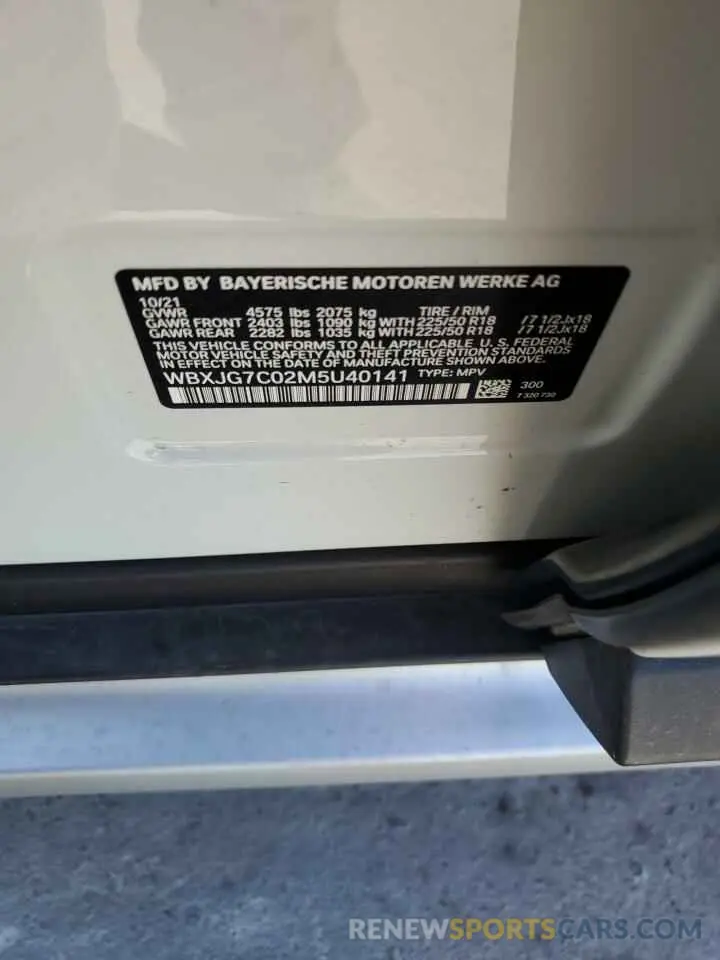 MFD BY BAYERISCHE MOTOREN WERKE AG
10/21
GVWR 4575 lbs 2075 kg TIRE / RIM
GAWR FRONT 2403 lbs 1090 kg WITH 225/50 R18 /7 1/2Jx18
GAWR REAR 2282 lbs 1035 kg WITH 225/50 R18 /7 1/2Jx18
THIS VEHICLE CONFORMS TO ALL APPLICABLE U. S. FEDERAL
MOTOR VEHICLE SAFETY AND THEFT PREVENTION STANDARDS
IN EFFECT ON THE DATE OF MANUFACTURE SHOWN ABOVE.
WBXJG7C02M5U40141 TYPE: MPV
300
7 320 730
RENEWSPORTSCARS.COM